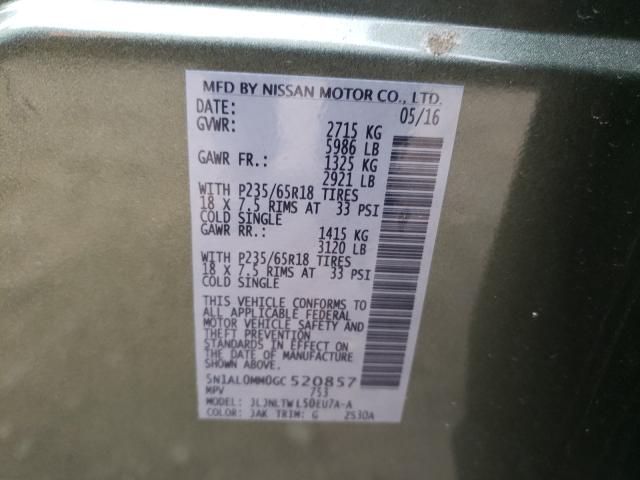 MFD BY NISSAN MOTOR CO., LTD.
DATE: 05/16
GVWR: 2715 KG
5986 LB
GAWR FR.: 1325 KG
2921 LB
WITH P235/65R18 TIRES
18 X 7.5 RIMS AT 33 PSI
COLD SINGLE
GAWR RR.: 1415 KG
3120 LB
WITH P235/65R18 TIRES
18 X 7.5 RIMS AT 33 PSI
COLD SINGLE
THIS VEHICLE CONFORMS TO
ALL APPLICABLE FEDERAL
MOTOR VEHICLE SAFETY AND
THEFT PREVENTION
STANDARDS IN EFFECT ON
THE DATE OF MANUFACTURE
SHOWN ABOVE.
5N1AL0MM0GC520857
MPV 753
MODEL: JLJNLTWL50EU7A-A
COLOR: JAK TRIM: G 2530A